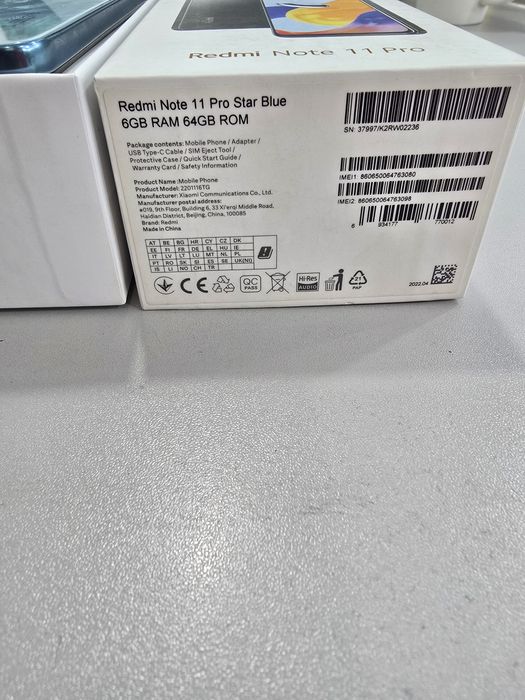 Redmi Note 11 Pro
Redmi Note 11 Pro Star Blue
6GB RAM 64GB ROM
Package contents: Mobile Phone / Adapter /
USB Type-C Cable / SIM Eject Tool /
Protective Case / Quick Start Guide /
Warranty Card / Safety Information
Product Name: Mobile Phone
Product Model: 2201116TG
Manufacturer: Xiaomi Communications Co., Ltd.
Manufacturer postal address:
#019, 9th Floor, Building 6, 33 Xi'erqi Middle Road,
Haidian District, Beijing, China, 100085
Brand: Redmi
Made in China
AT BE BG HR CY CZ DK
EE FI FR DE EL HU IE
IT LV LT LU MT NL PL
PT RO SK SI ES SE UK(NI)
IS LI NO CH TR
CE
QC
PASS
Hi-Res
AUDIO
21
PAP
SN: 37997/K2RW02236
IMEI1: 860650064763080
IMEI2: 860650064763098
6 934177 770012
2022.04